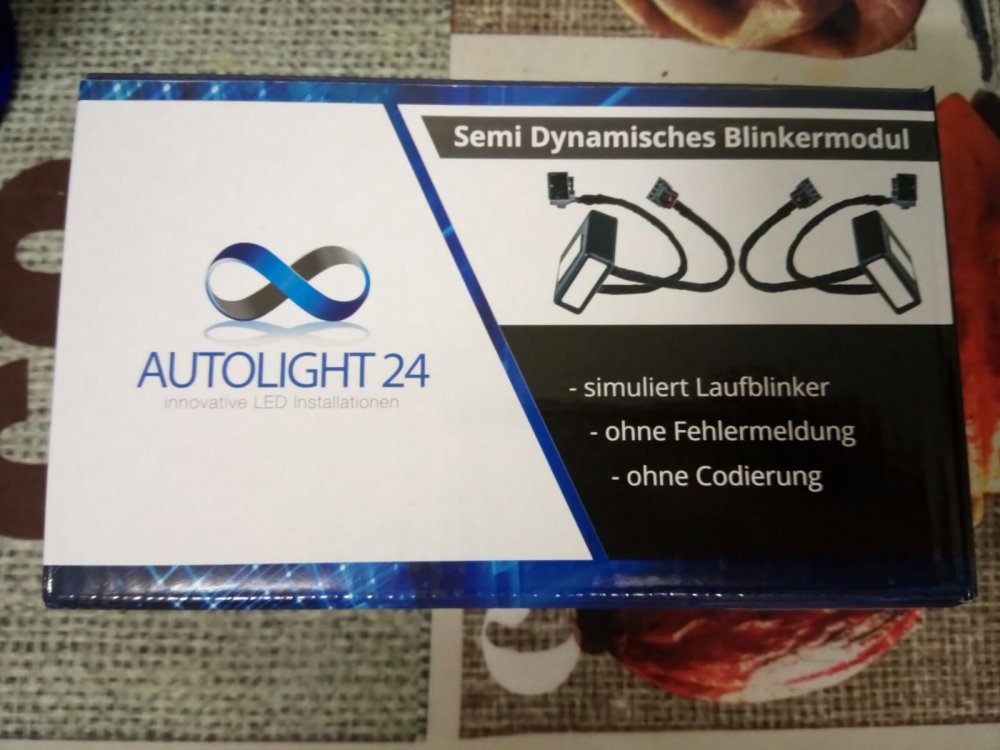 Semi Dynamisches Blinkermodul
AUTOLIGHT 24
innovative LED Installationen
- simuliert Laufblinker
- ohne Fehlermeldung
- ohne Codierung